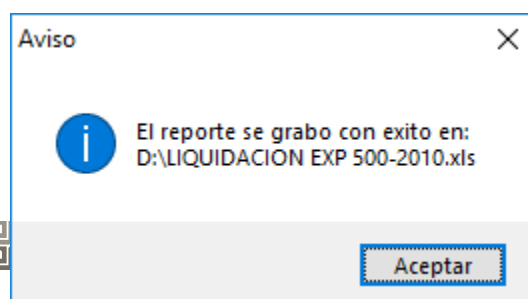 Aviso
El reporte se grabo con exito en:
D:\LIQUIDACION EXP 500-2010.xls
Aceptar